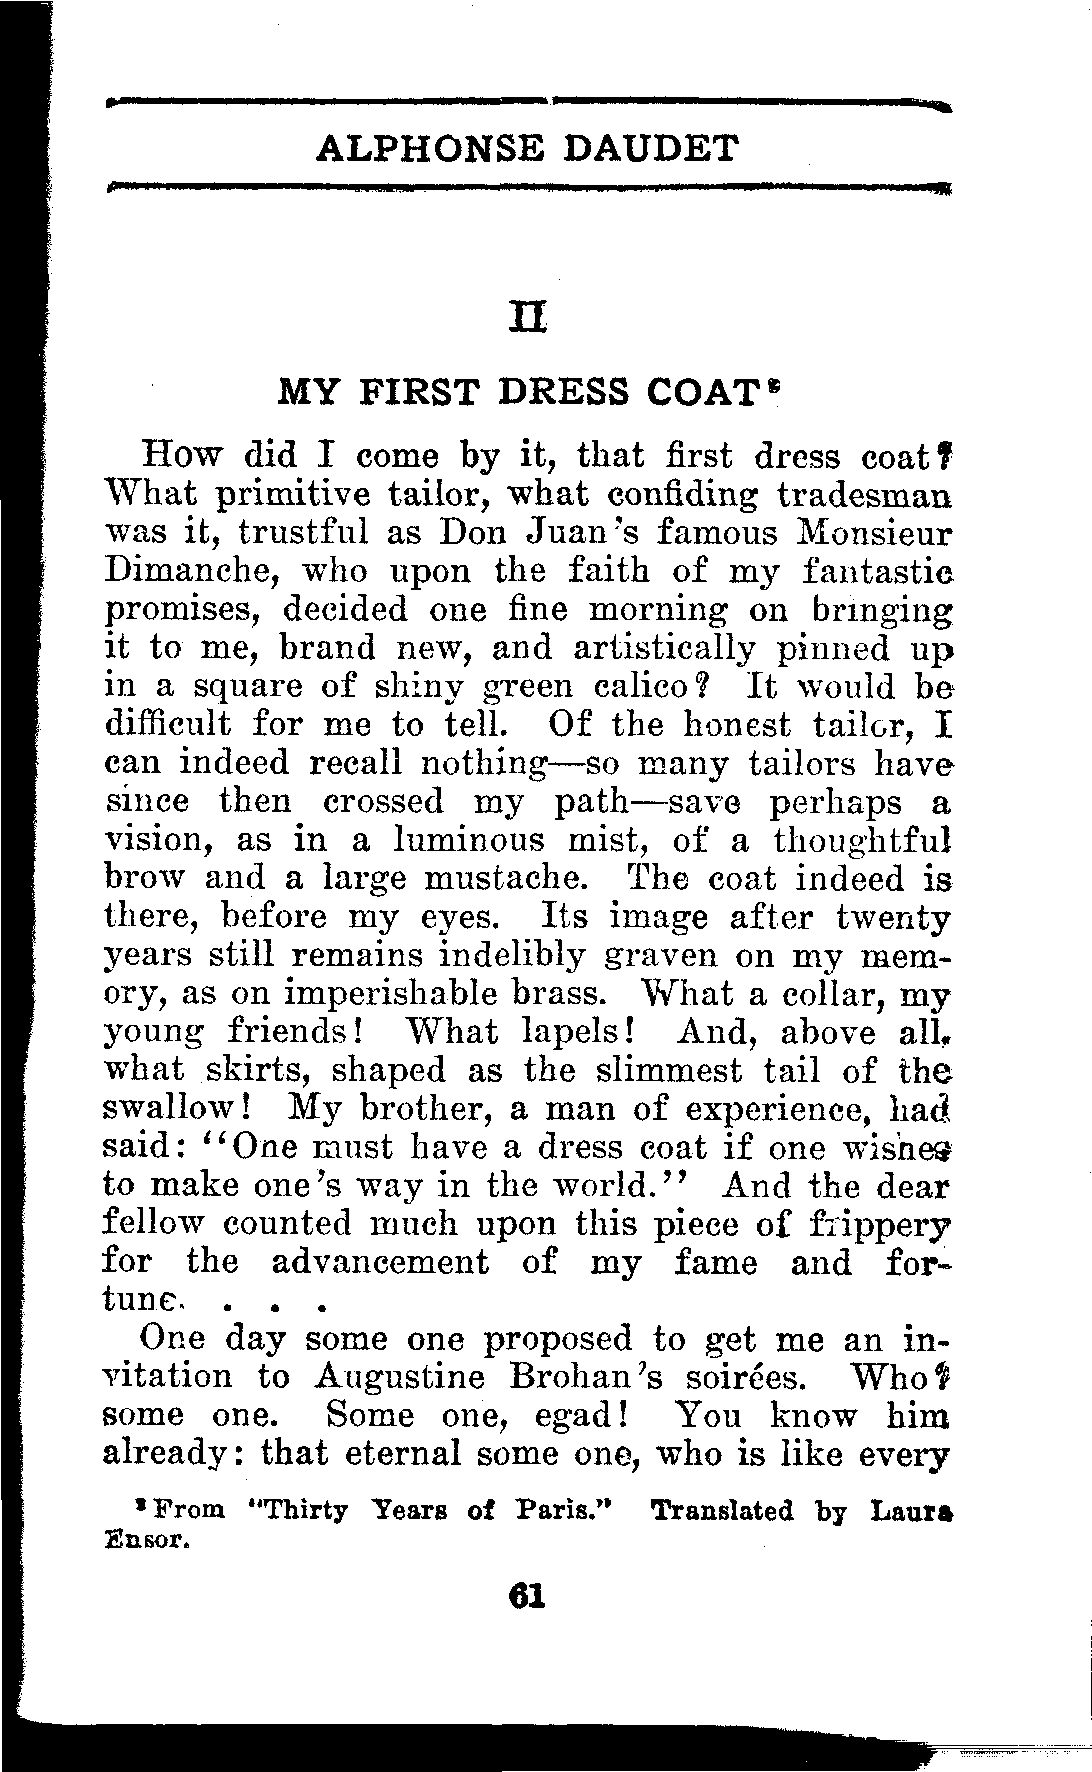 ALPHONSE DAUDET
II
MY FIRST DRESS COAT
How did I come by it, that first dress coat?
What primitive tailor, what confiding tradesman
was it, trustful as Don Juan's famous Monsieur
Dimanche, who upon the faith of my fantastic
promises, decided one fine morning on bringing
it to me, brand new, and artistically pinned up
in a square of shiny green calico? It would be
difficult for me to tell. Of the honest tailor, I
can indeed recall nothing—so many tailors have
since then crossed my path—save perhaps a
vision, as in a luminous mist, of a thoughtful
brow and a large mustache. The coat indeed is
there, before my eyes. Its image after twenty
years still remains indelibly graven on my mem-
ory, as on imperishable brass. What a collar, my
young friends! What lapels! And, above all,
what skirts, shaped as the slimmest tail of the
swallow! My brother, a man of experience, had
said: "One must have a dress coat if one wishes
to make one's way in the world." And the dear
fellow counted much upon this piece of frippery
for the advancement of my fame and for-
tune. . . .
One day some one proposed to get me an in-
vitation to Augustine Brohan's soirées. Who?
some one. Some one, egad! You know him
already: that eternal some one, who is like every
From "Thirty Years of Paris." Translated by Laura
Ensor.
61